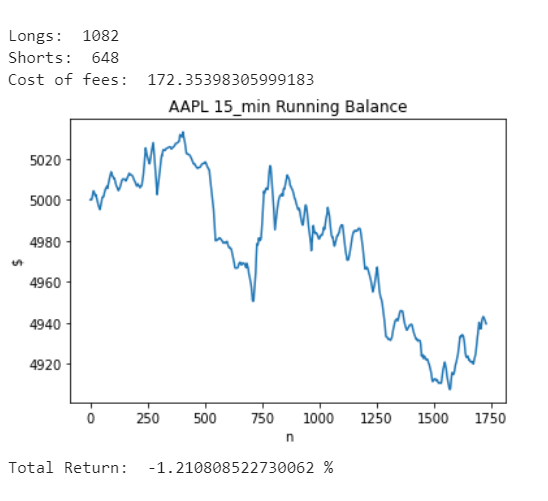 Longs:  1082
Shorts:  648
Cost of fees:  172.35398305999183
AAPL 15_min Running Balance
5020
5000
4980
$
4960
4940
4920
0 250 500 750 1000 1250 1500 1750
n
Total Return:  -1.210808522730062 %